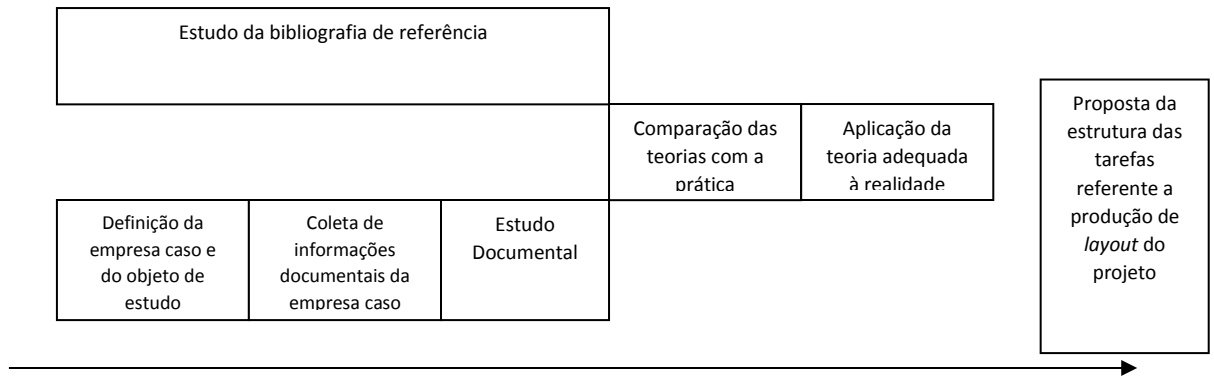 Estudo da bibliografia de referência
Comparação das
teorias com a
prática
Aplicação da
teoria adequada
à realidade
Proposta da
estrutura das
tarefas
referente a
produção de
layout do
projeto
Definição da
empresa caso e
do objeto de
estudo
Coleta de
informações
documentais da
empresa caso
Estudo
Documental